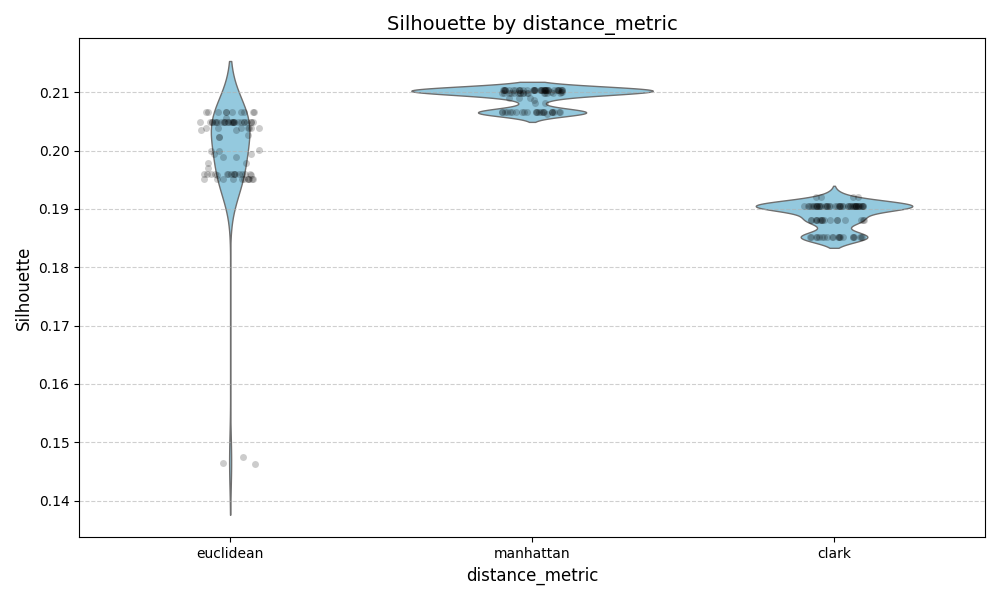 Silhouette by distance_metric
Silhouette
0.21
0.20
0.19
0.18
0.17
0.16
0.15
0.14
euclidean
manhattan
clark
distance_metric